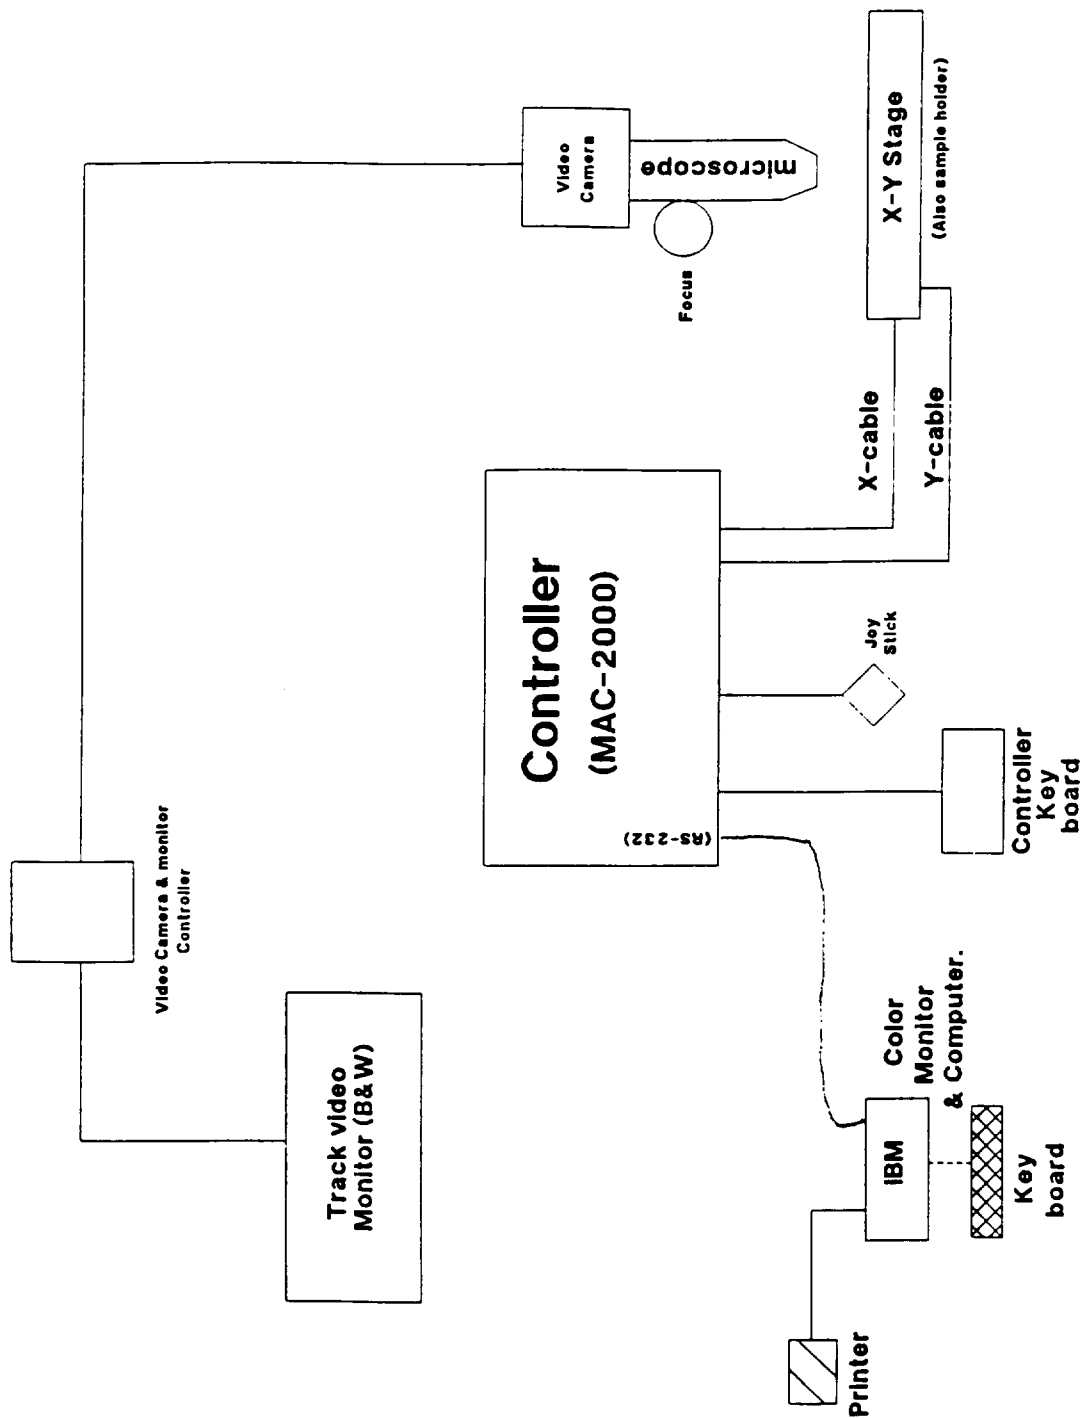 Video Camera & monitor
Controller
Track video
Monitor (B&W)
Video
Camera
microscope
Focus
Controller
(MAC-2000)
(RS-232)
X-Y Stage
(Also sample holder)
X-cable
Y-cable
Joy
Stick
Controller
Key
board
Color
Monitor
& Computer.
IBM
Key
board
Printer